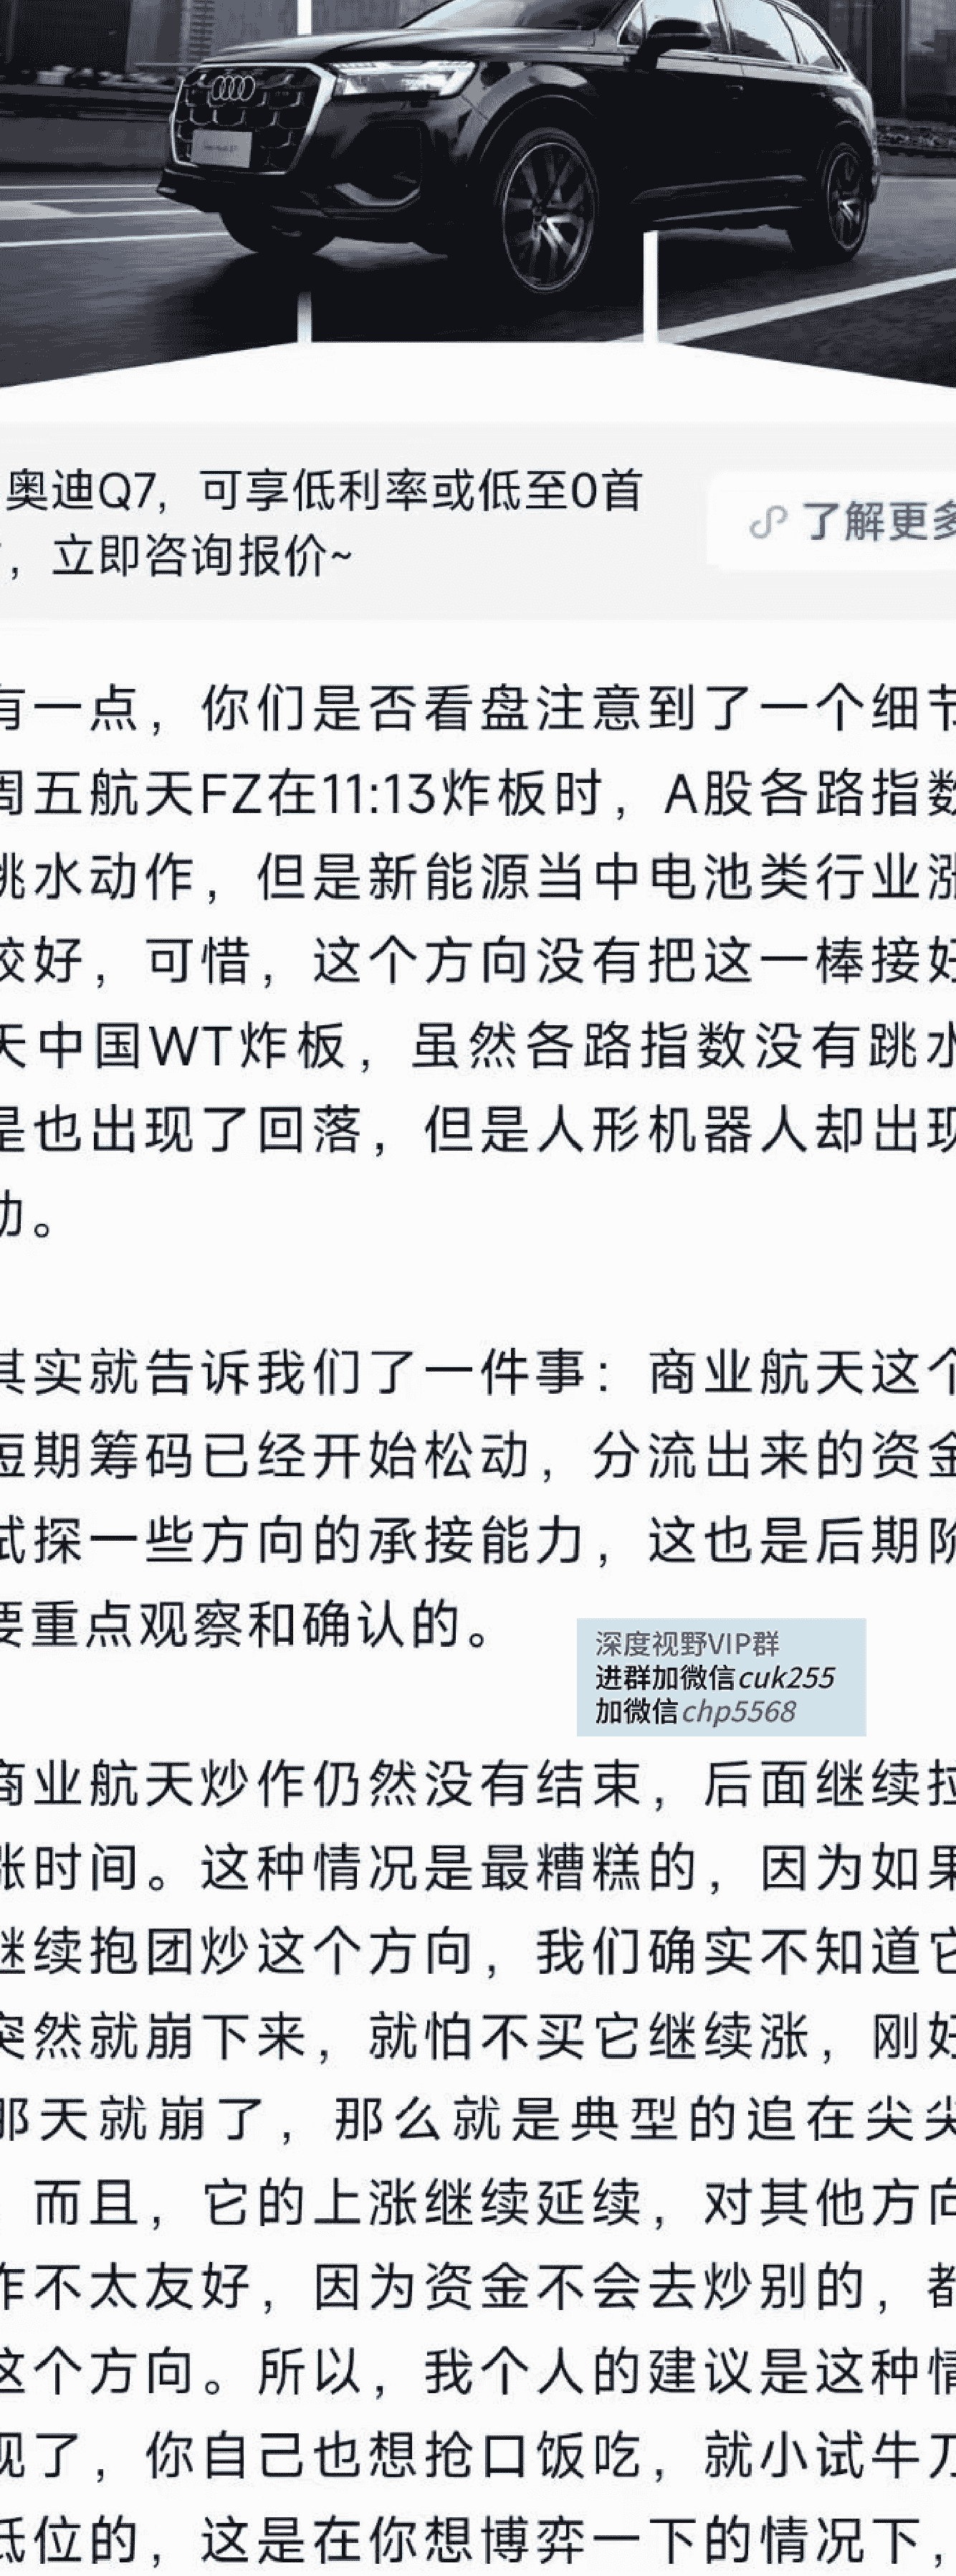 奥迪Q7，可享低利率或低至0首
，立即咨询报价~
了解更多
有一点，你们是否看盘注意到了一个细节
周五航天FZ在11:13炸板时，A股各路指数
跳水动作，但是新能源当中电池类行业涨
较好，可惜，这个方向没有把这一棒接好
天中国WT炸板，虽然各路指数没有跳水
是也出现了回落，但是人形机器人却出现
动。
其实就告诉我们了一件事：商业航天这个
短期筹码已经开始松动，分流出来的资金
试探一些方向的承接能力，这也是后期阶
要重点观察和确认的。
深度视野VIP群
进群加微信cuk255
加微信chp5568
商业航天炒作仍然没有结束，后面继续拉
涨时间。这种情况是最糟糕的，因为如果
继续抱团炒这个方向，我们确实不知道它
突然就崩下来，就怕不买它继续涨，刚好
那天就崩了，那么就是典型的追在尖尖
而且，它的上涨继续延续，对其他方向
作不太友好，因为资金不会去炒别的，都
这个方向。所以，我个人的建议是这种情
现了，你自己也想抢口饭吃，就小试牛刀
低位的，这是在你想博弈一下的情况下，